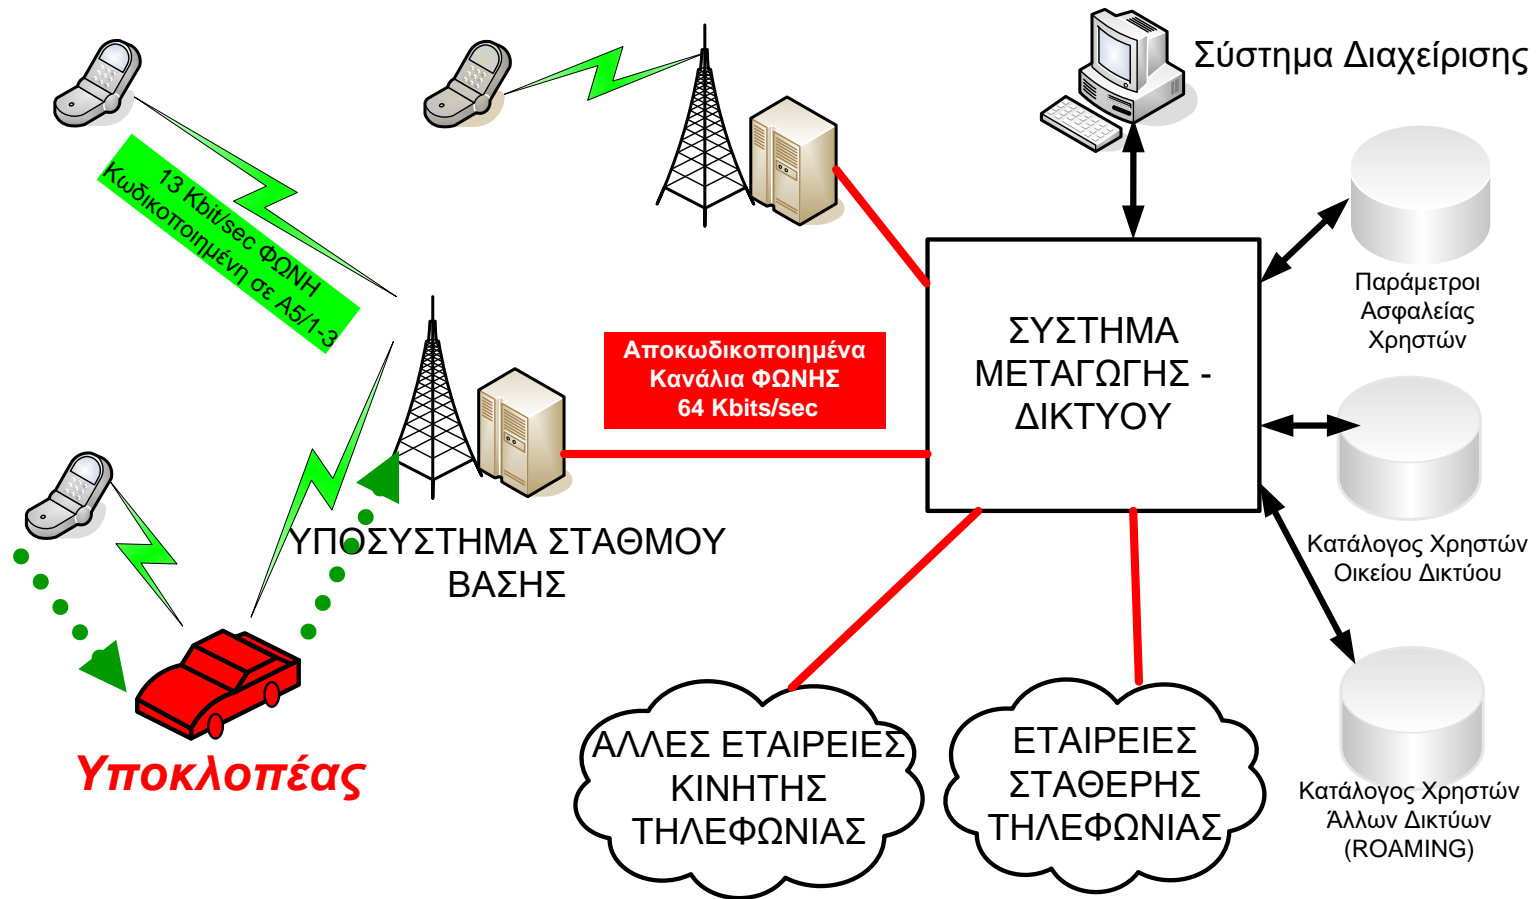 Σύστημα Διαχείρισης
13 Kbit/sec ΦΩΝΗ
Κωδικοποιημένη σε A5/1-3
Παράμετροι
Ασφαλείας
Χρηστών
ΣΥΣΤΗΜΑ
ΜΕΤΑΓΩΓΗΣ -
ΔΙΚΤΥΟΥ
Αποκωδικοποιημένα
Κανάλια ΦΩΝΗΣ
64 Kbits/sec
ΥΠΟΣΥΣΤΗΜΑ ΣΤΑΘΜΟΥ
ΒΑΣΗΣ
Κατάλογος Χρηστών
Οικείου Δικτύου
Υποκλοπέας
ΑΛΛΕΣ ΕΤΑΙΡΕΙΕΣ
ΚΙΝΗΤΗΣ
ΤΗΛΕΦΩΝΙΑΣ
ΕΤΑΙΡΕΙΕΣ
ΣΤΑΘΕΡΗΣ
ΤΗΛΕΦΩΝΙΑΣ
Κατάλογος Χρηστών
Άλλων Δικτύων
(ROAMING)